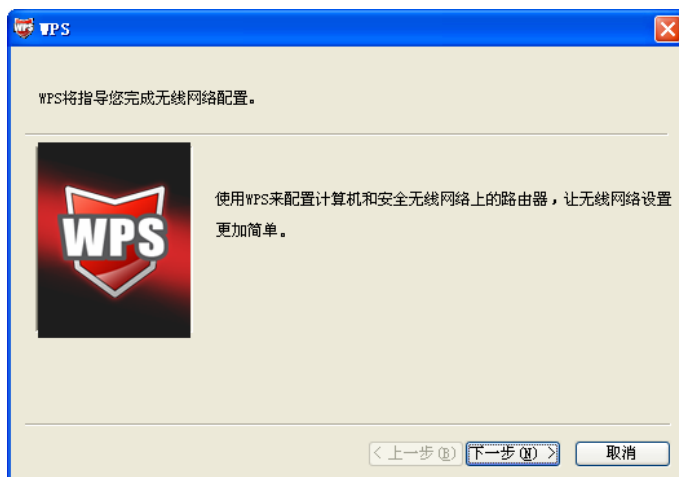 WPS
WPS将指导您完成无线网络配置。
WPS
使用WPS来配置计算机和安全无线网络上的路由器，让无线网络设置
更加简单。
< 上一步(B)
下一步(N) >
取消